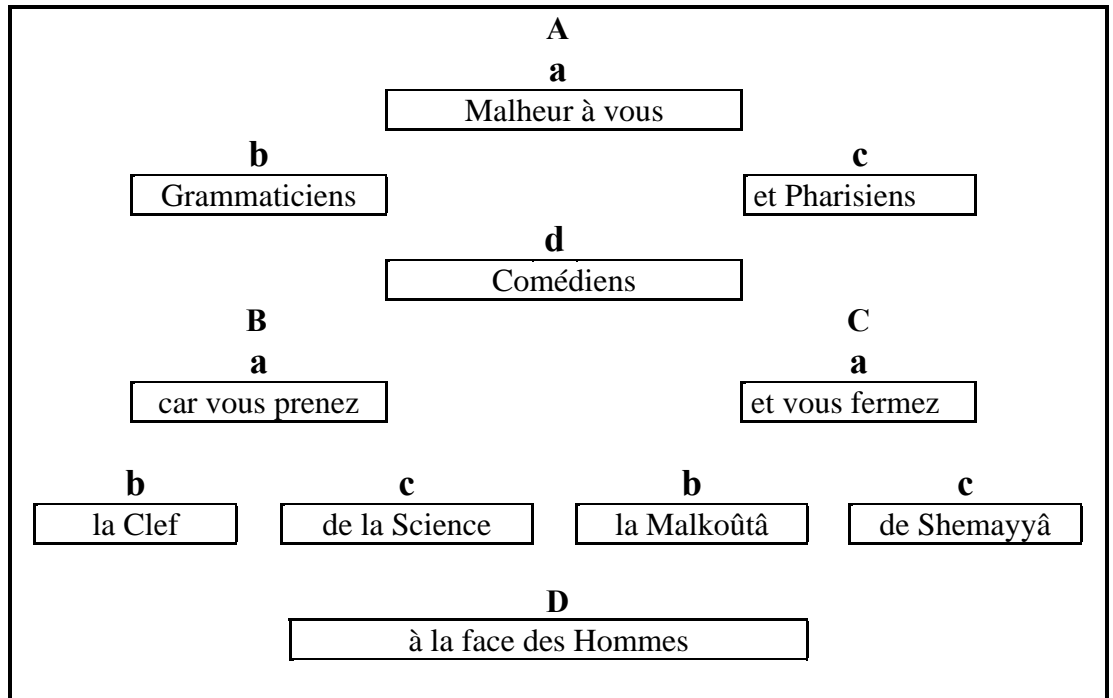 A
a
Malheur à vous
b c
Grammaticiens et Pharisiens
d
Comédiens
B C
a a
car vous prenez et vous fermez
b c b c
la Clef de la Science la Malkoûtâ de Shemayyâ
D
à la face des Hommes